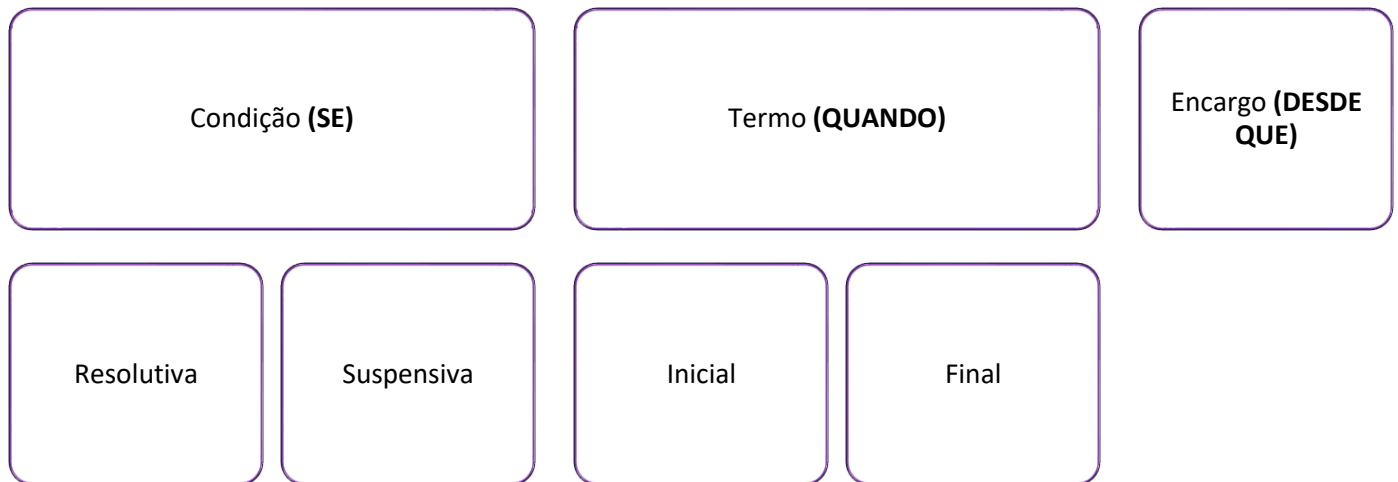 Condição (SE)
Termo (QUANDO)
Encargo (DESDE
QUE)
Resolutiva
Suspensiva
Inicial
Final